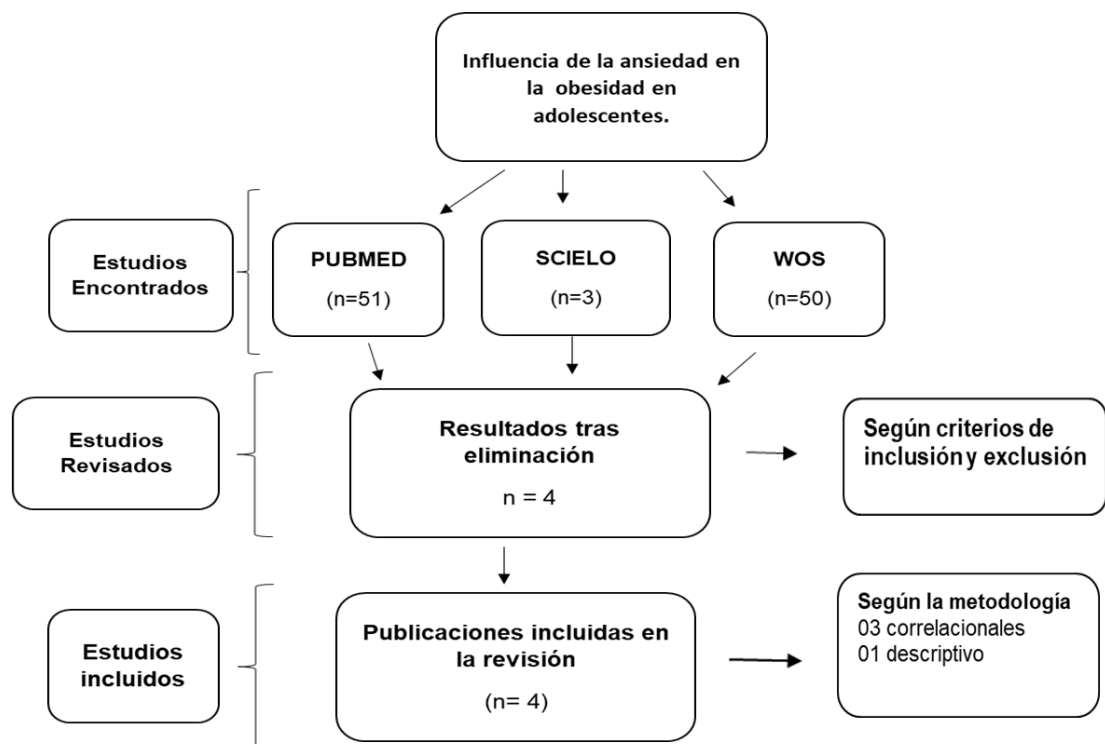 Influencia de la ansiedad en
la obesidad en
adolescentes.
Estudios
Encontrados
PUBMED
(n=51)
SCIELO
(n=3)
WOS
(n=50)
Estudios
Revisados
Resultados tras
eliminación
n = 4
Según criterios de
inclusión y exclusión
Estudios
incluidos
Publicaciones incluidas en
la revisión
(n= 4)
Según la metodología
03 correlacionales
01 descriptivo